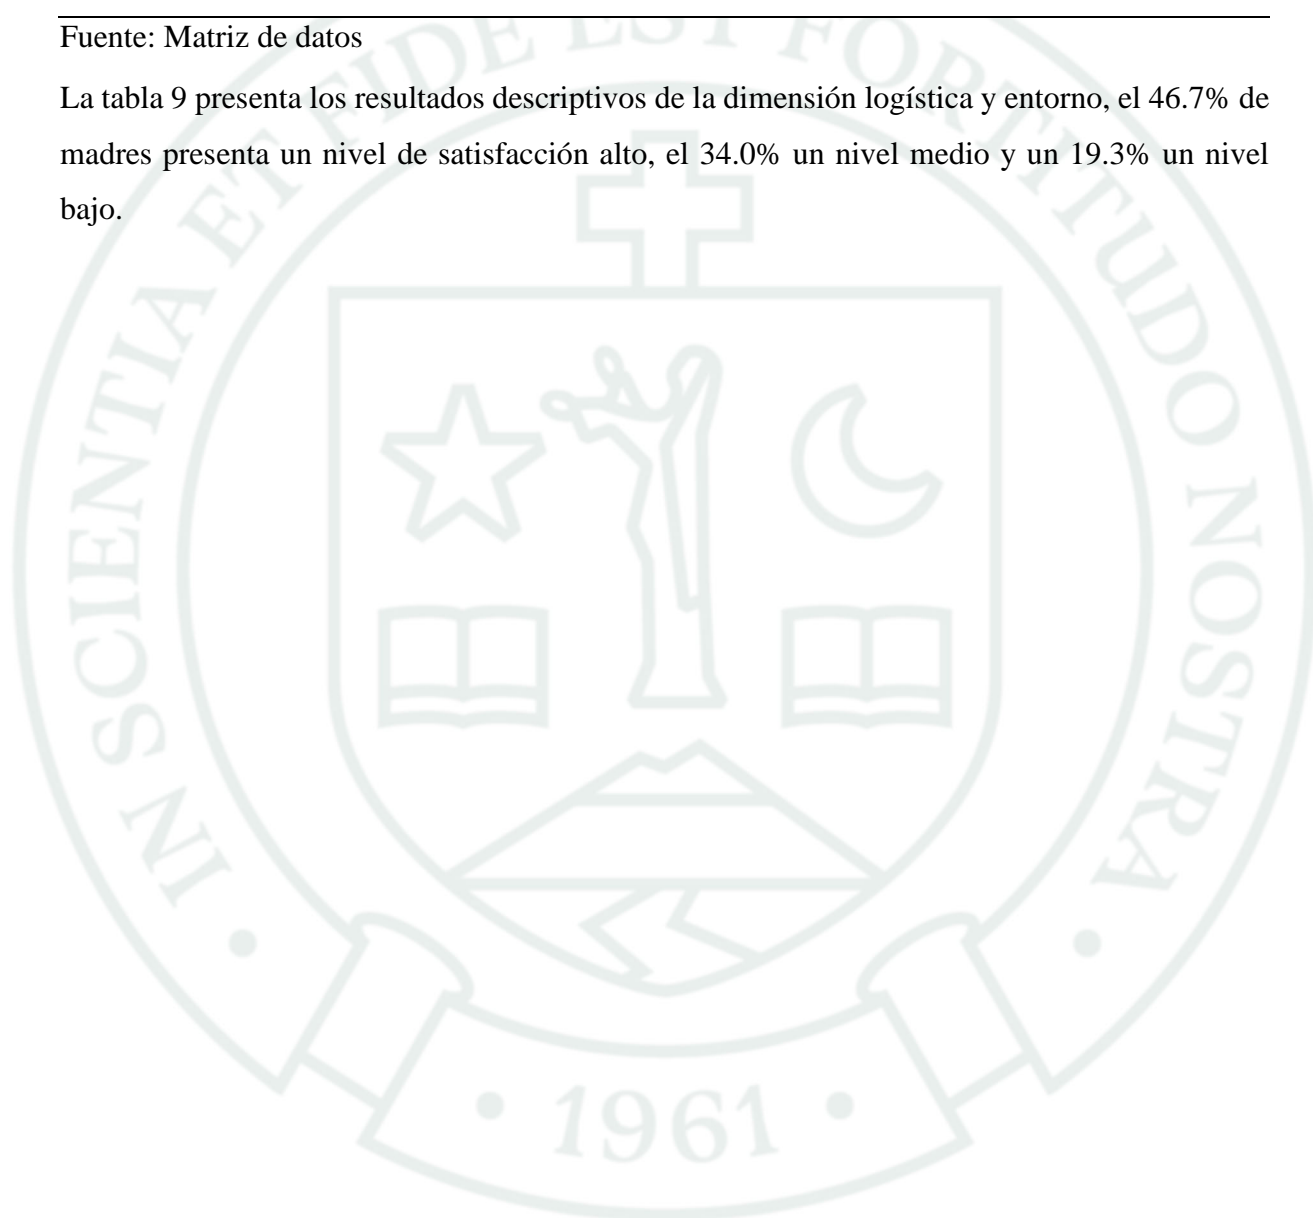 Fuente: Matriz de datos
La tabla 9 presenta los resultados descriptivos de la dimensión logística y entorno, el 46.7% de
madres presenta un nivel de satisfacción alto, el 34.0% un nivel medio y un 19.3% un nivel
bajo.
IN SCIENTIA ET FIDE EST FORTITUDO NOSTRA
• 1961 •